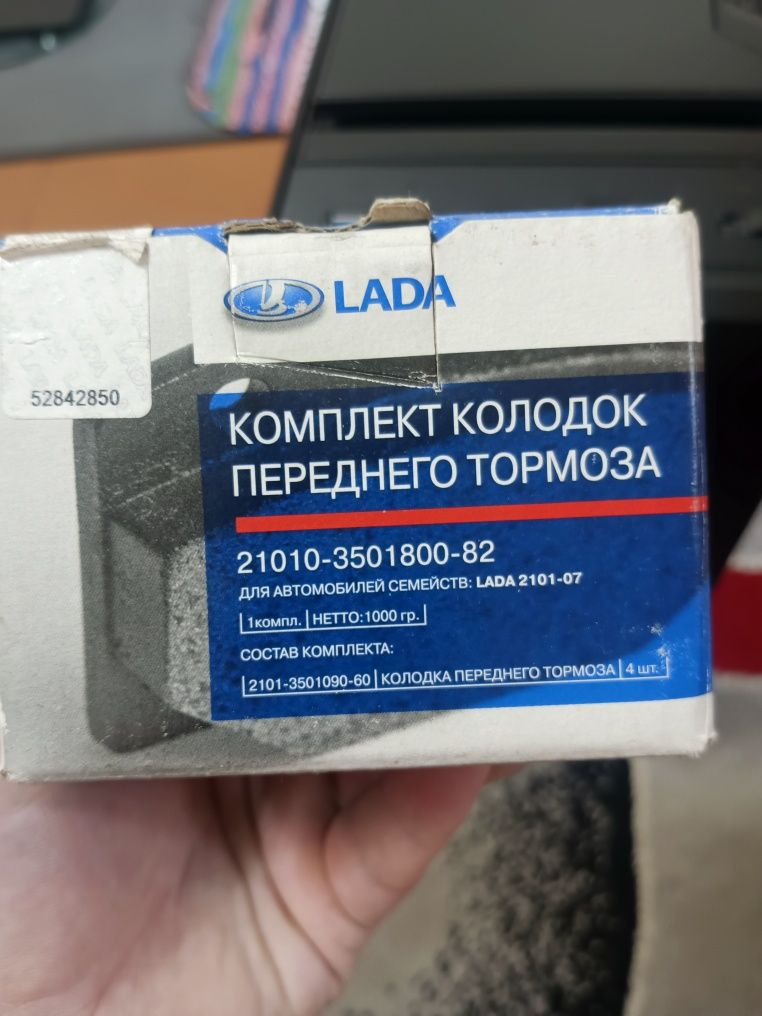 LADA
52842850
КОМПЛЕКТ КОЛОДОК
ПЕРЕДНЕГО ТОРМОЗА
21010-3501800-82
ДЛЯ АВТОМОБИЛЕЙ СЕМЕЙСТВ: LADA 2101-07
1компл. НЕТТО:1000 гр.
СОСТАВ КОМПЛЕКТА:
2101-3501090-60 КОЛОДКА ПЕРЕДНЕГО ТОРМОЗА 4 шт.